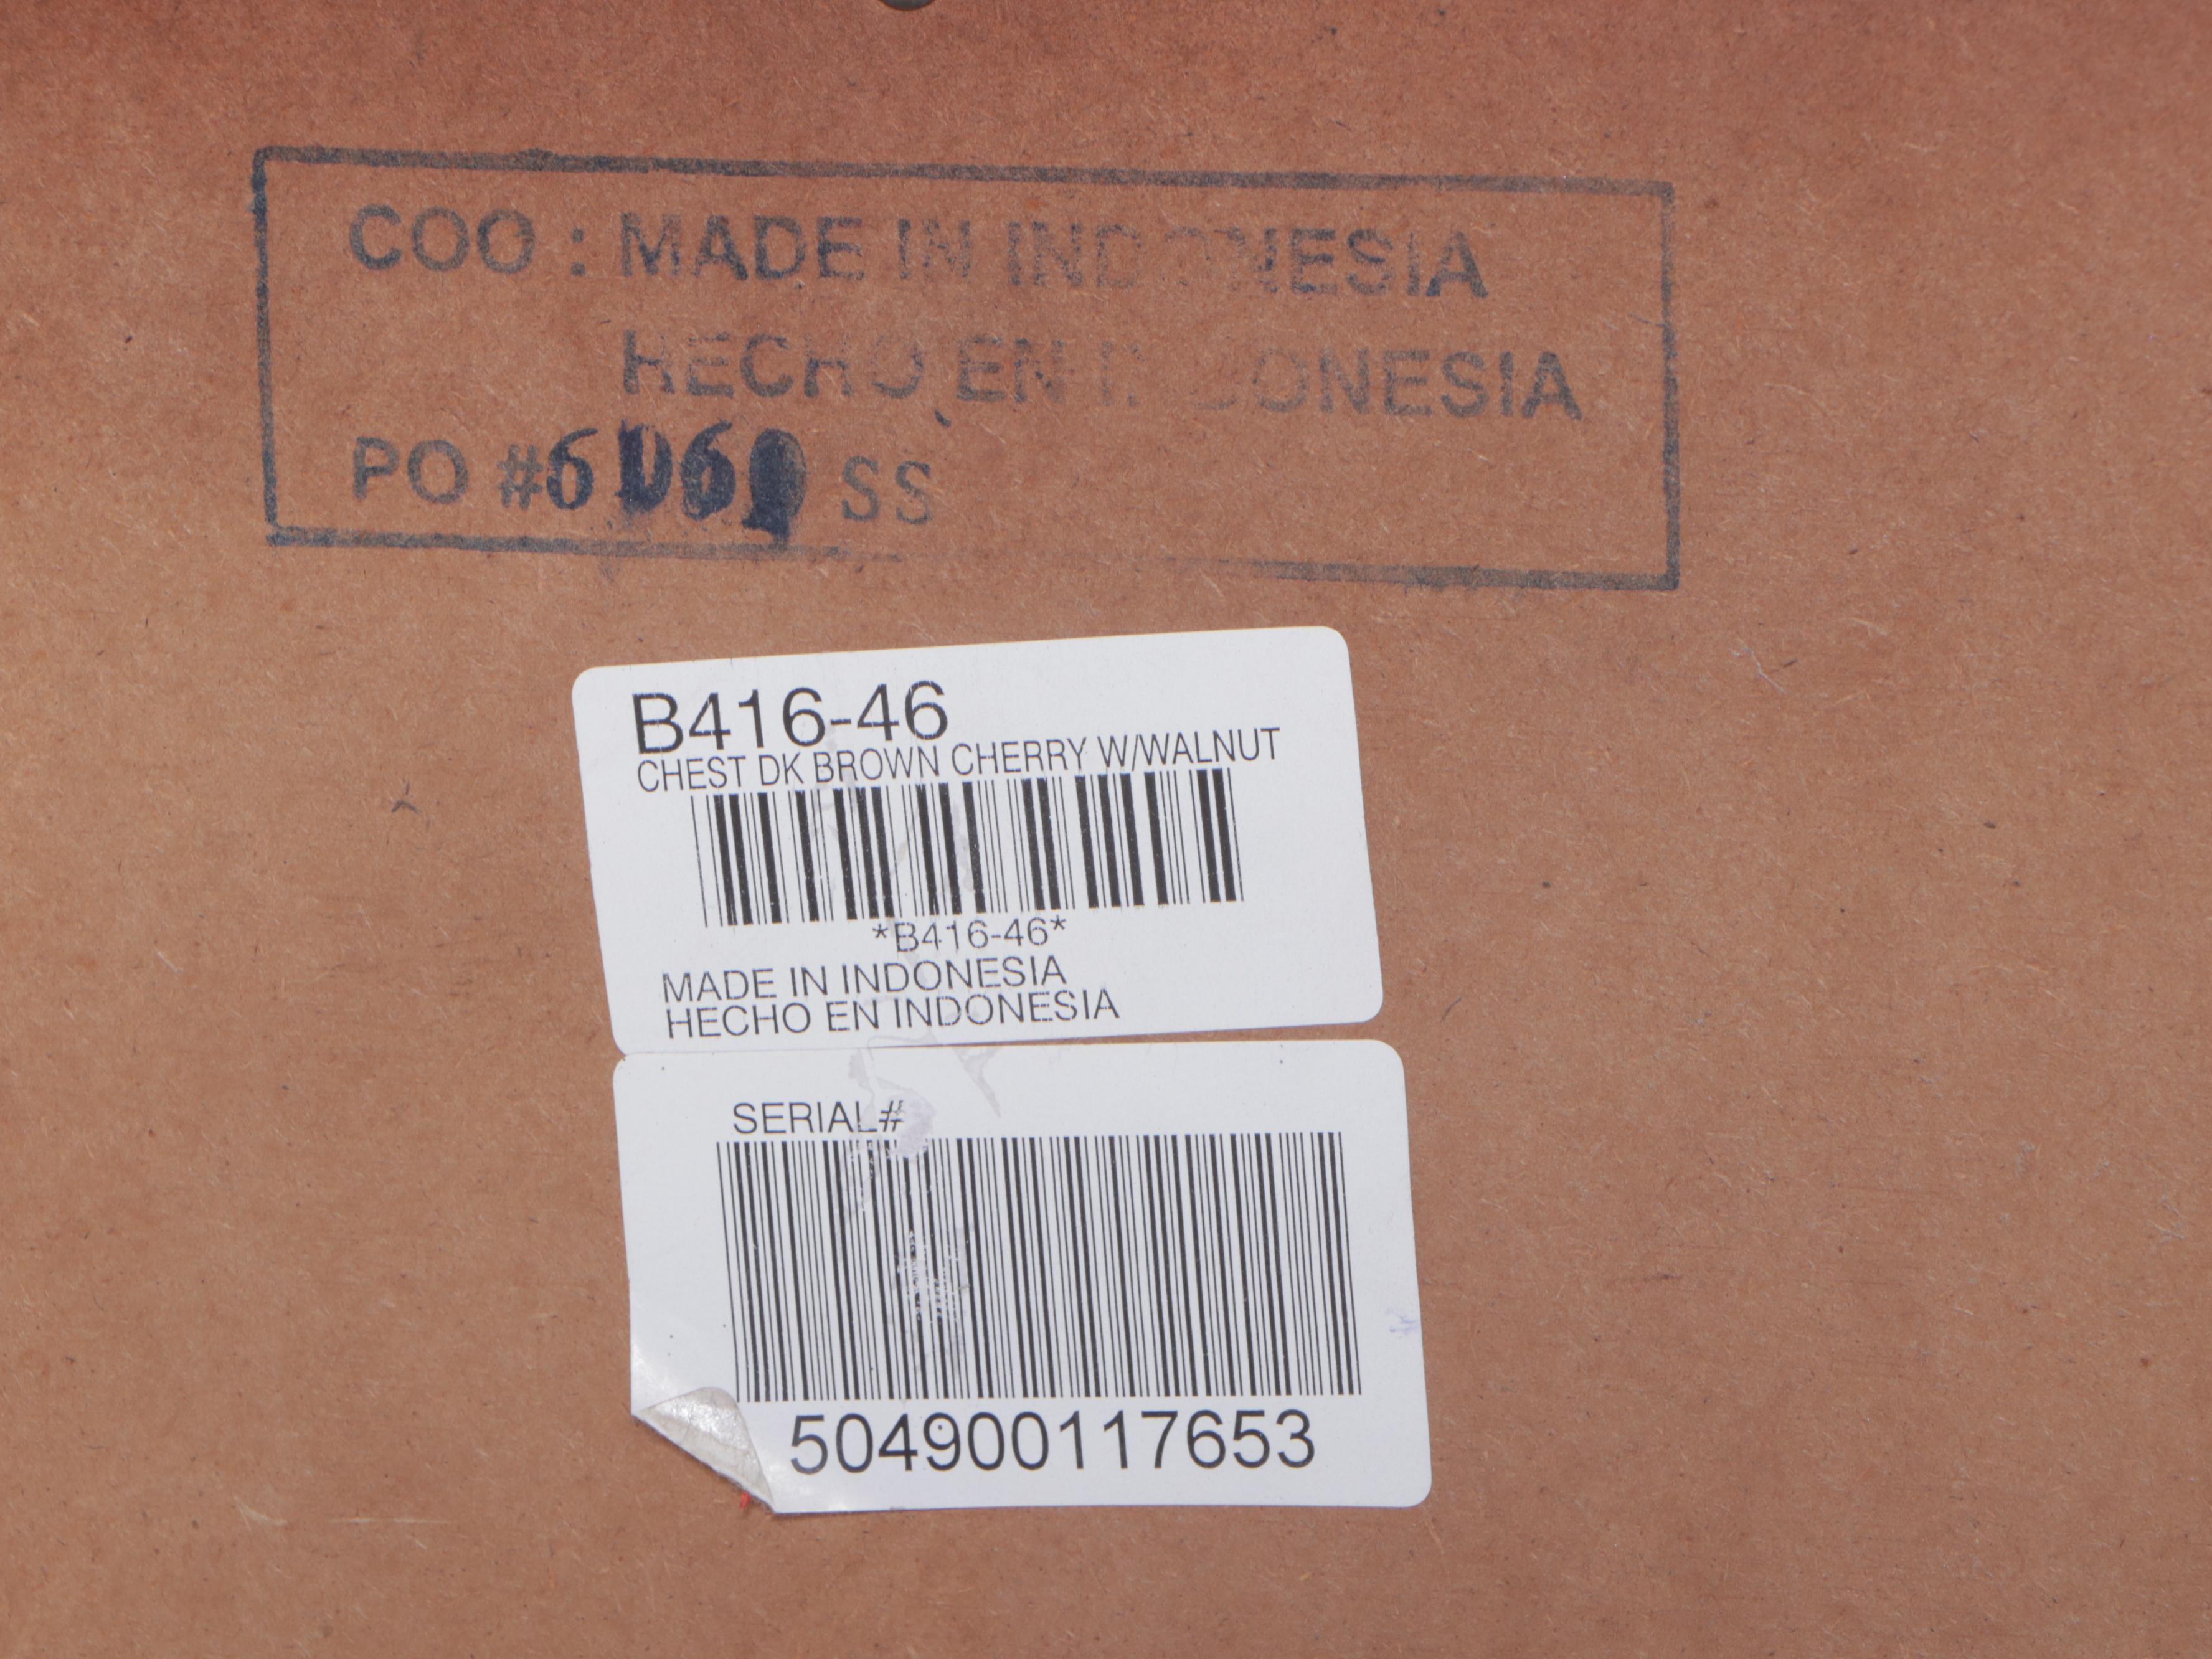 COO : MADE IN INDONESIA
HECHO EN INDONESIA
PO # SS
B416-46
CHEST DK BROWN CHERRY W/WALNUT
*B416-46*
MADE IN INDONESIA
HECHO EN INDONESIA
SERIAL#
504900117653